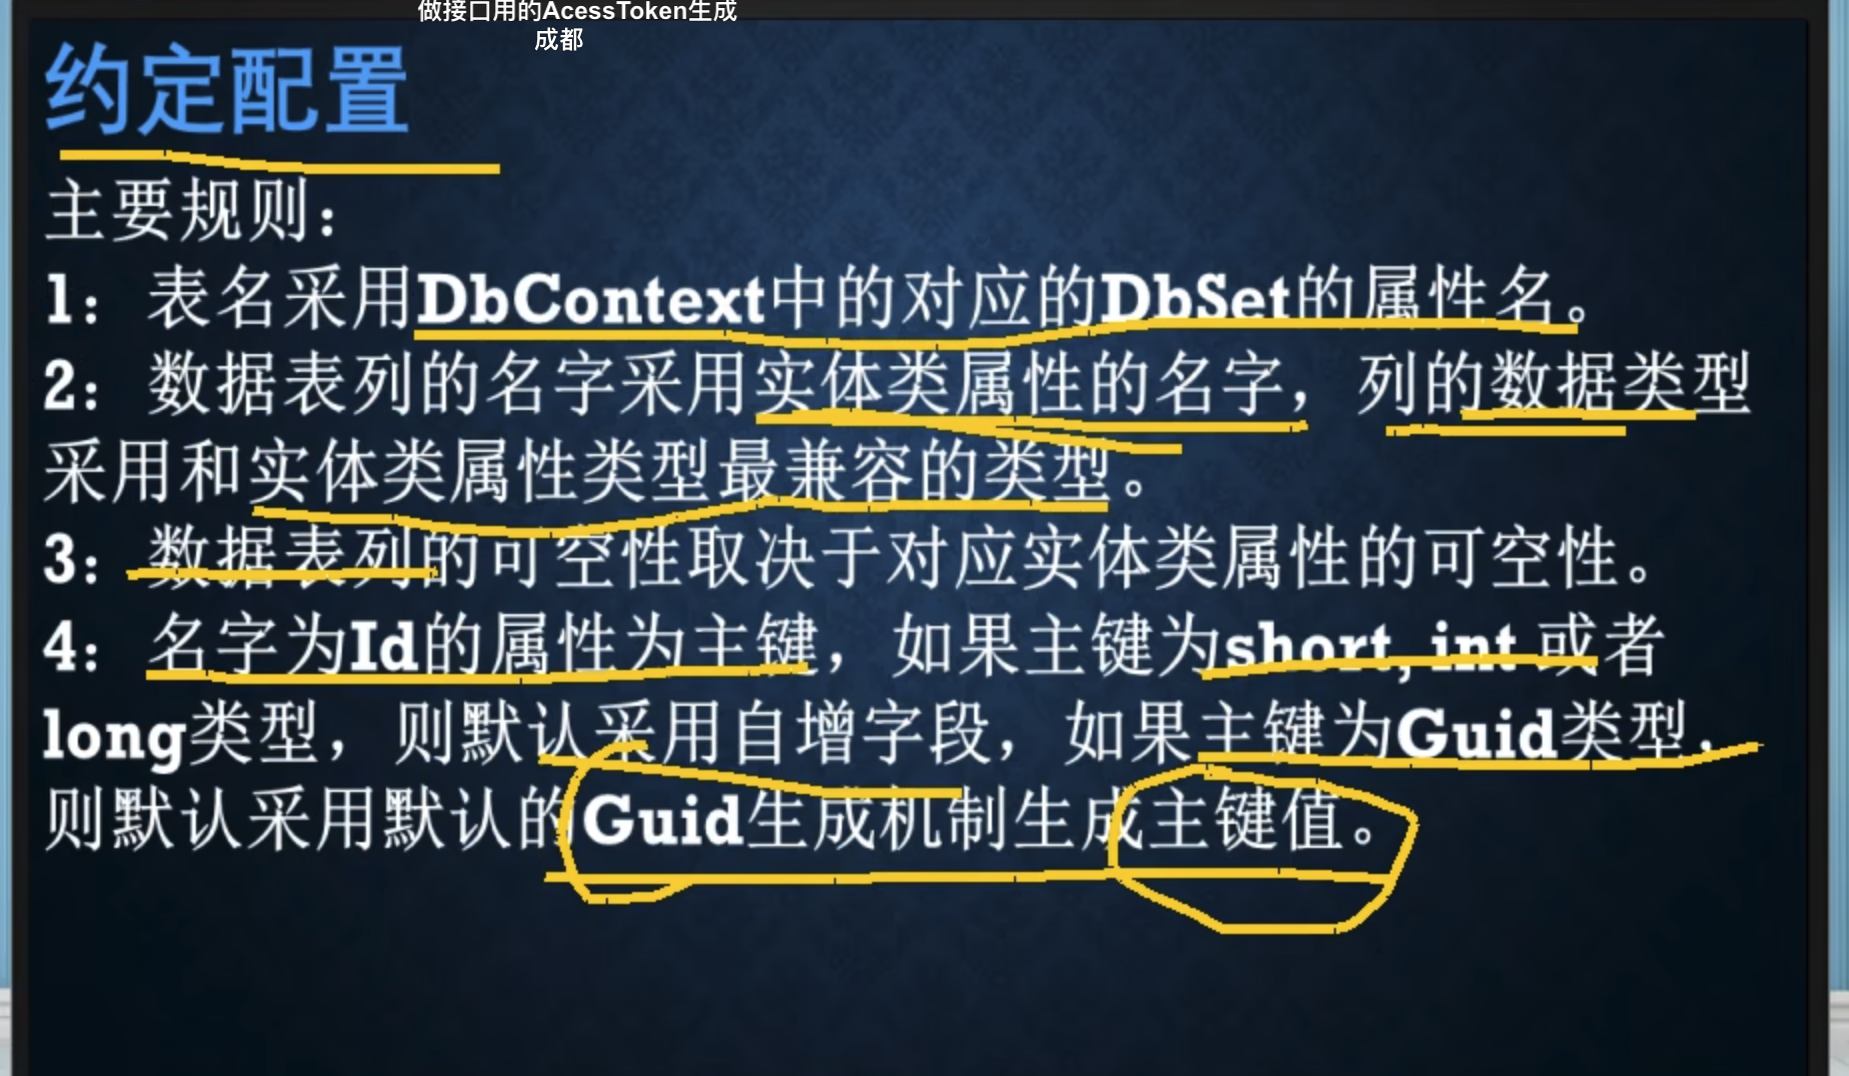 做接口用的AcessToken生成
成都
约定配置
主要规则：
1：表名采用DbContext中的对应的DbSet的属性名。
2：数据表列的名字采用实体类属性的名字，列的数据类型
采用和实体类属性类型最兼容的类型。
3：数据表列的可空性取决于对应实体类属性的可空性。
4：名字为Id的属性为主键，如果主键为short, int 或者
long类型，则默认采用自增字段，如果主键为Guid类型，
则默认采用默认的Guid生成机制生成主键值。